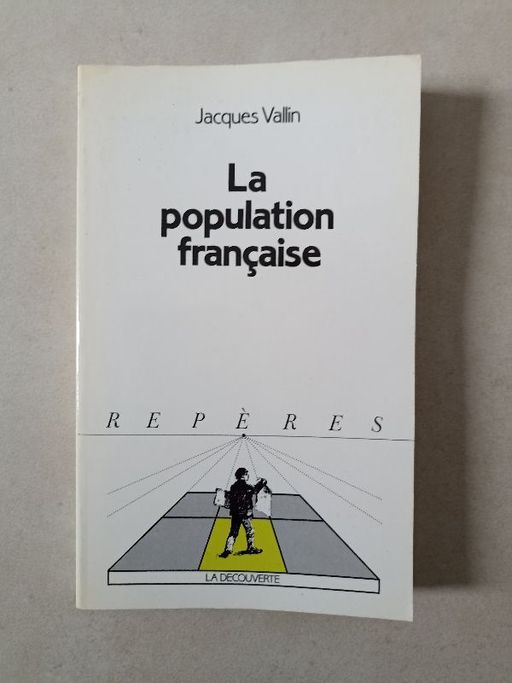 Jacques Vallin
La
population
française
REPÈRES
LA DECOUVERTE